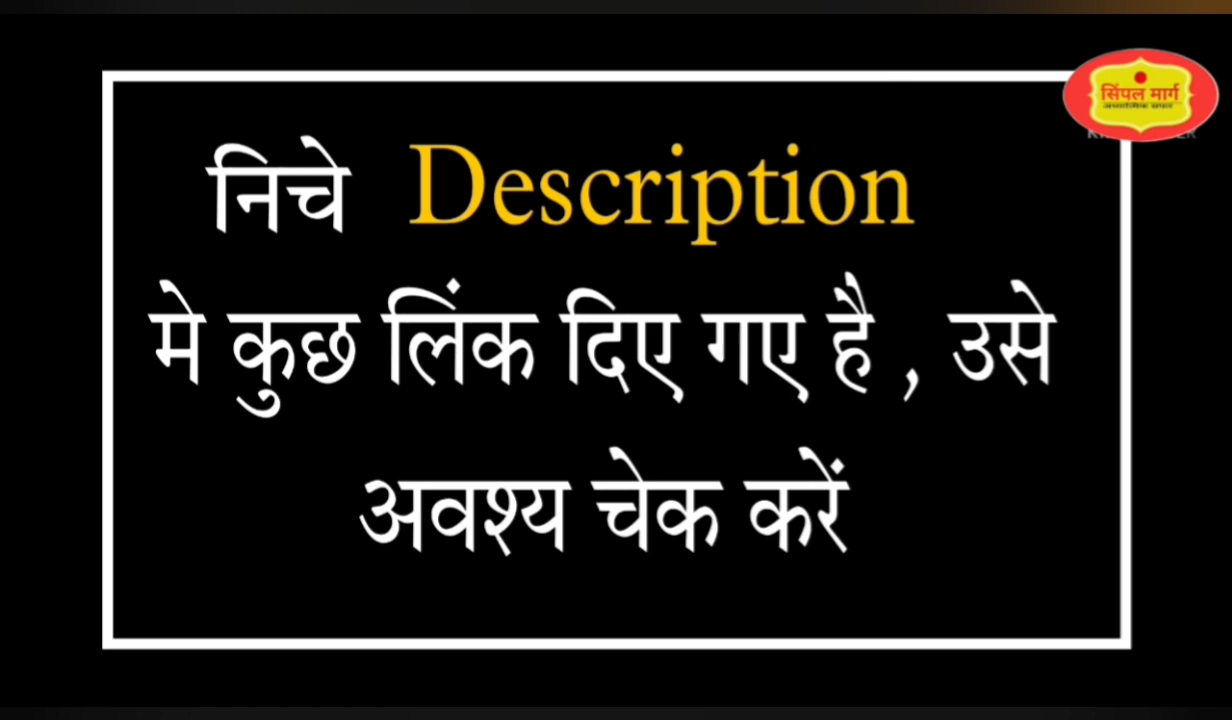 सिंपल मार्ग
निचे Description
मे कुछ लिंक दिए गए है , उसे
अवश्य चेक करें